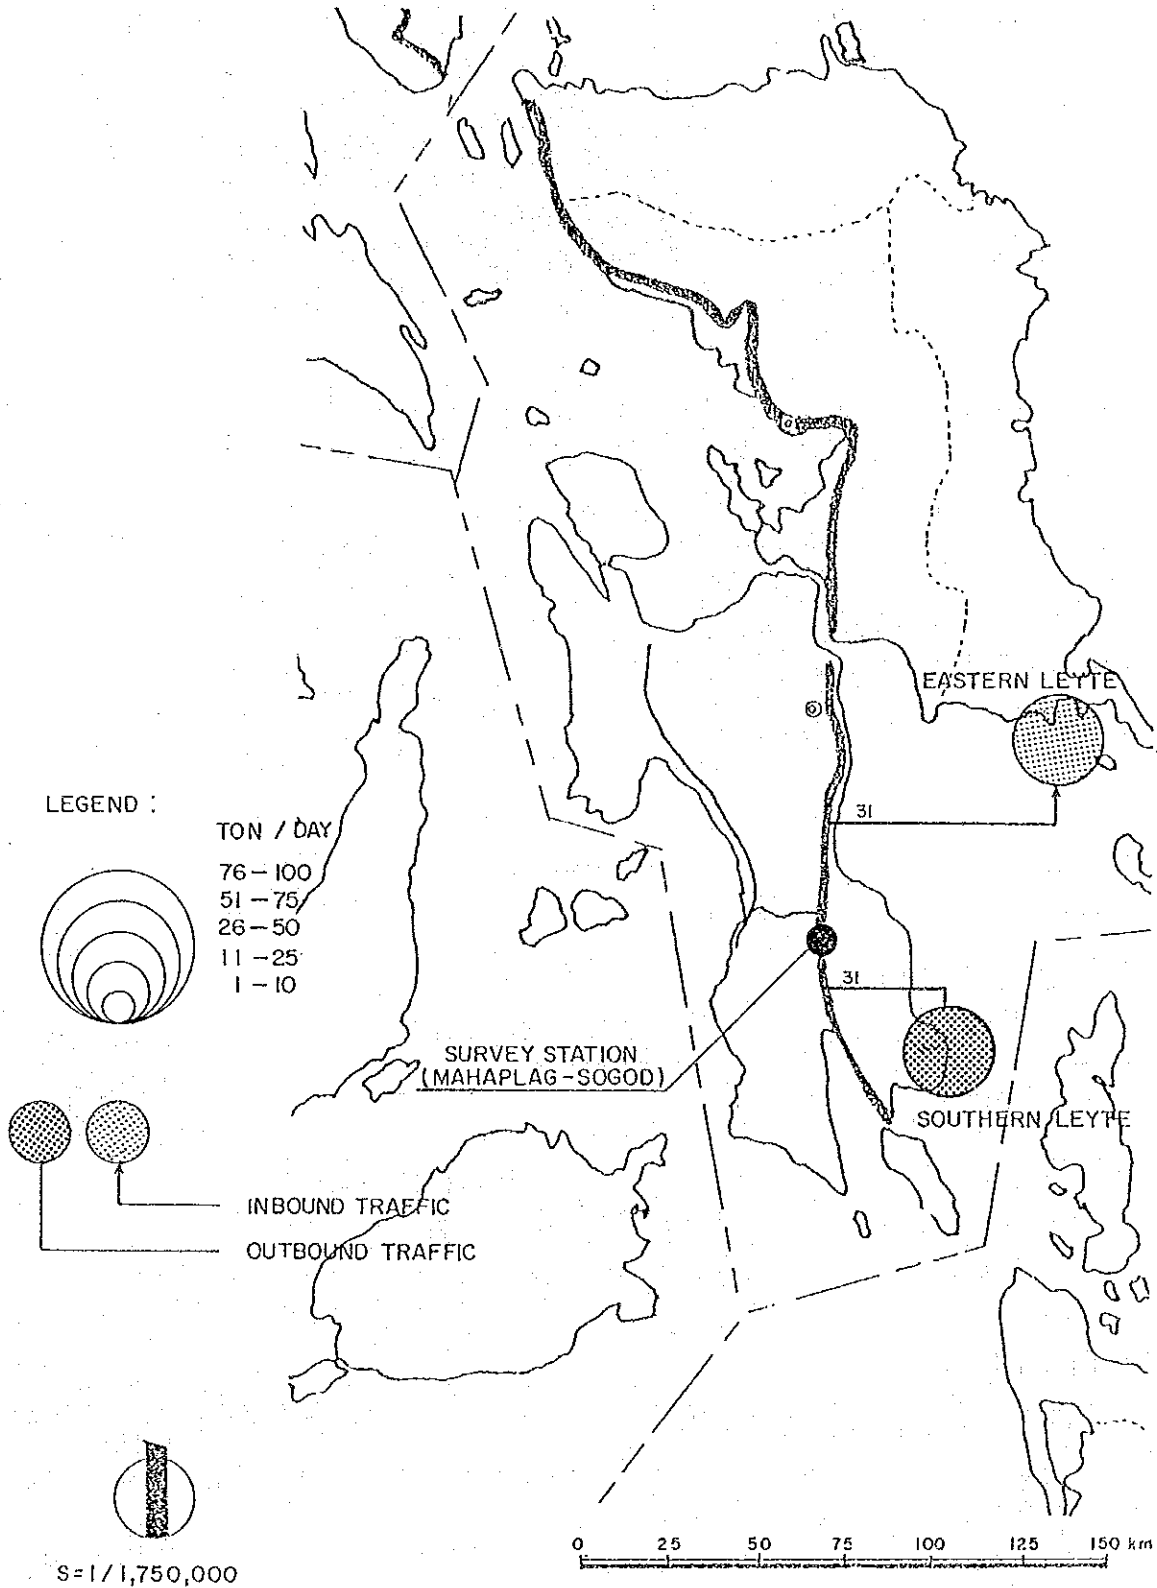 EASTERN LEYTE
31
LEGEND :
TON / DAY
76 – 100
51 – 75
26 – 50
11 – 25
1 – 10
31
SURVEY STATION
(MAHAPLAG-SOGOD)
SOUTHERN LEYTE
INBOUND TRAFFIC
OUTBOUND TRAFFIC
S=1/1,750,000
0 25 50 75 100 125 150 km